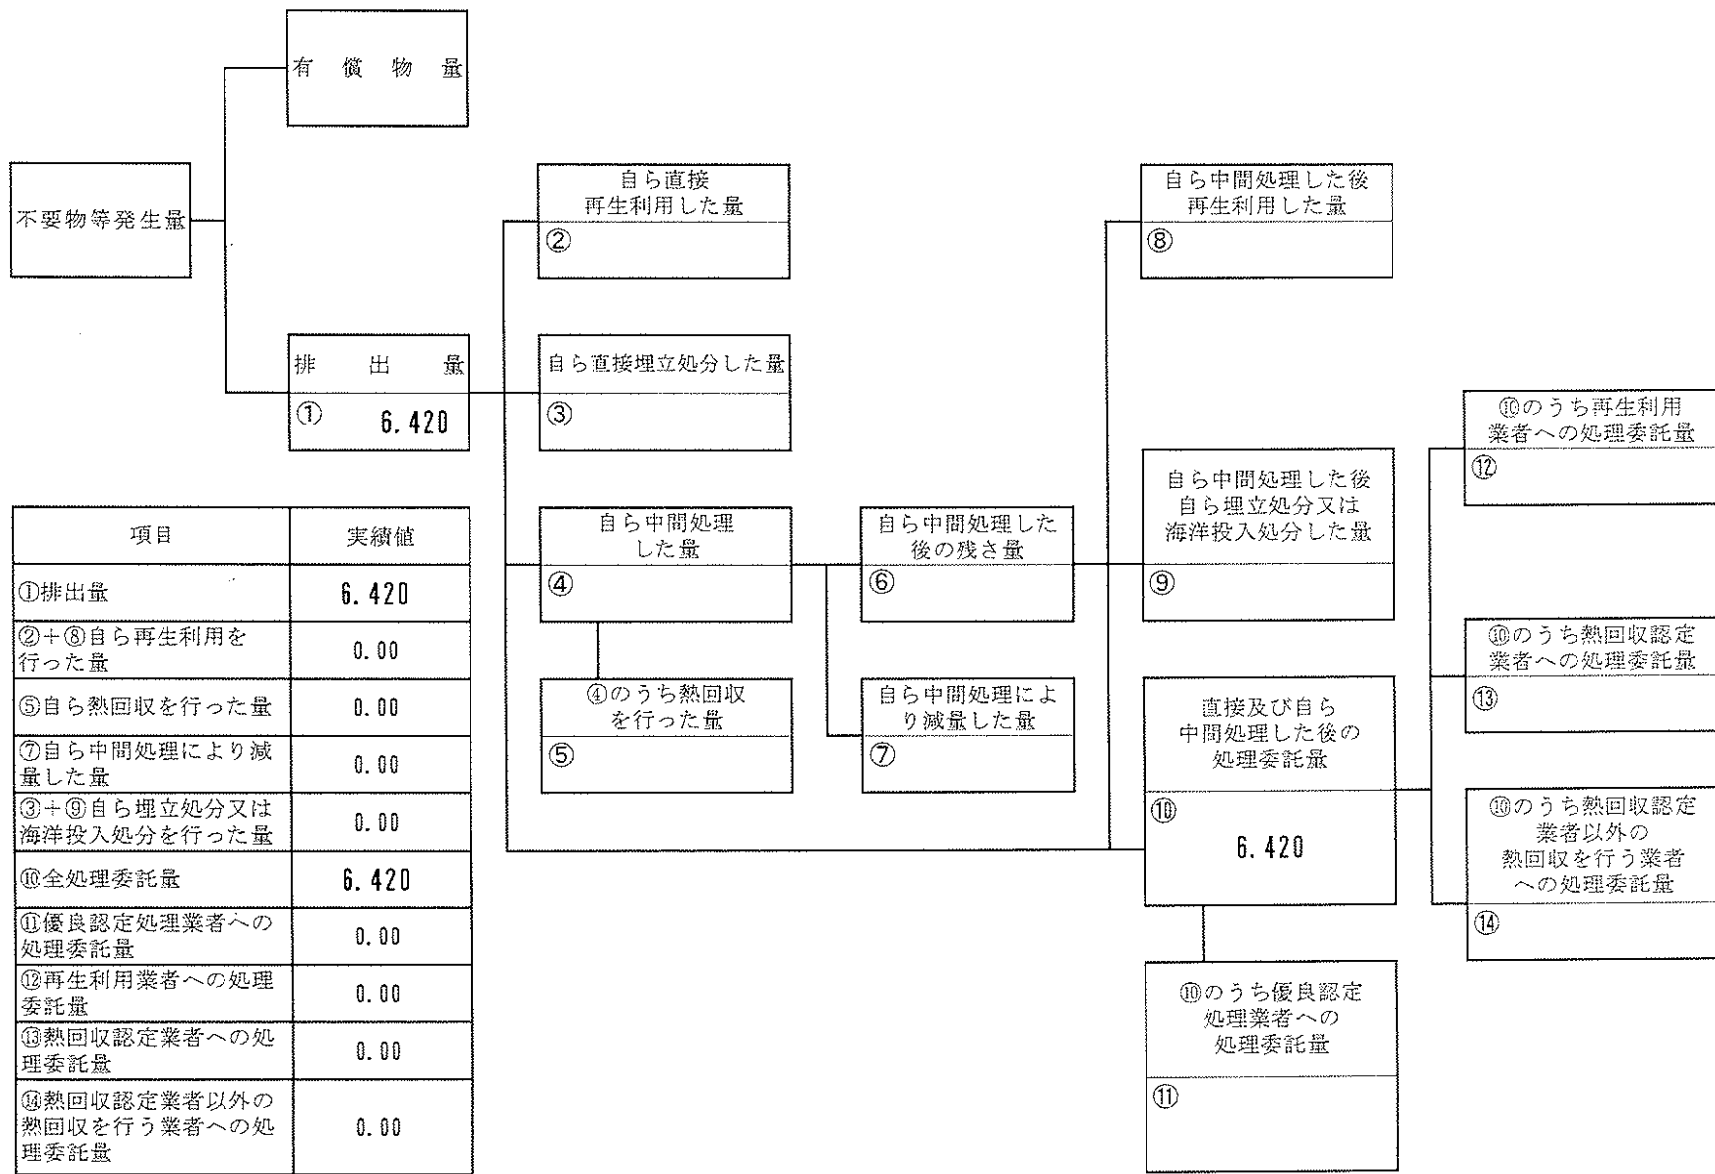 有償物量
不要物等発生量
排出量
① 6.420
自ら直接
再生利用した量
②
自ら直接埋立処分した量
③
自ら中間処理
した量
④
④のうち熱回収
を行った量
⑤
自ら中間処理した
後の残さ量
⑥
自ら中間処理によ
り減量した量
⑦
自ら中間処理した後
再生利用した量
⑧
自ら中間処理した後
自ら埋立処分又は
海洋投入処分した量
⑨
直接及び自ら
中間処理した後の
処理委託量
⑩
6.420
⑩のうち優良認定
処理業者への
処理委託量
⑪
⑩のうち再生利用
業者への処理委託量
⑫
⑩のうち熱回収認定
業者への処理委託量
⑬
⑩のうち熱回収認定
業者以外の
熱回収を行う業者
への処理委託量
⑭
項目 実績値
①排出量 6.420
②+⑧自ら再生利用を
行った量 0.00
⑤自ら熱回収を行った量 0.00
⑦自ら中間処理により減
量した量 0.00
③+⑨自ら埋立処分又は
海洋投入処分を行った量 0.00
⑩全処理委託量 6.420
⑪優良認定処理業者への
処理委託量 0.00
⑫再生利用業者への処理
委託量 0.00
⑬熱回収認定業者への処
理委託量 0.00
⑭熱回収認定業者以外の
熱回収を行う業者への処
理委託量 0.00